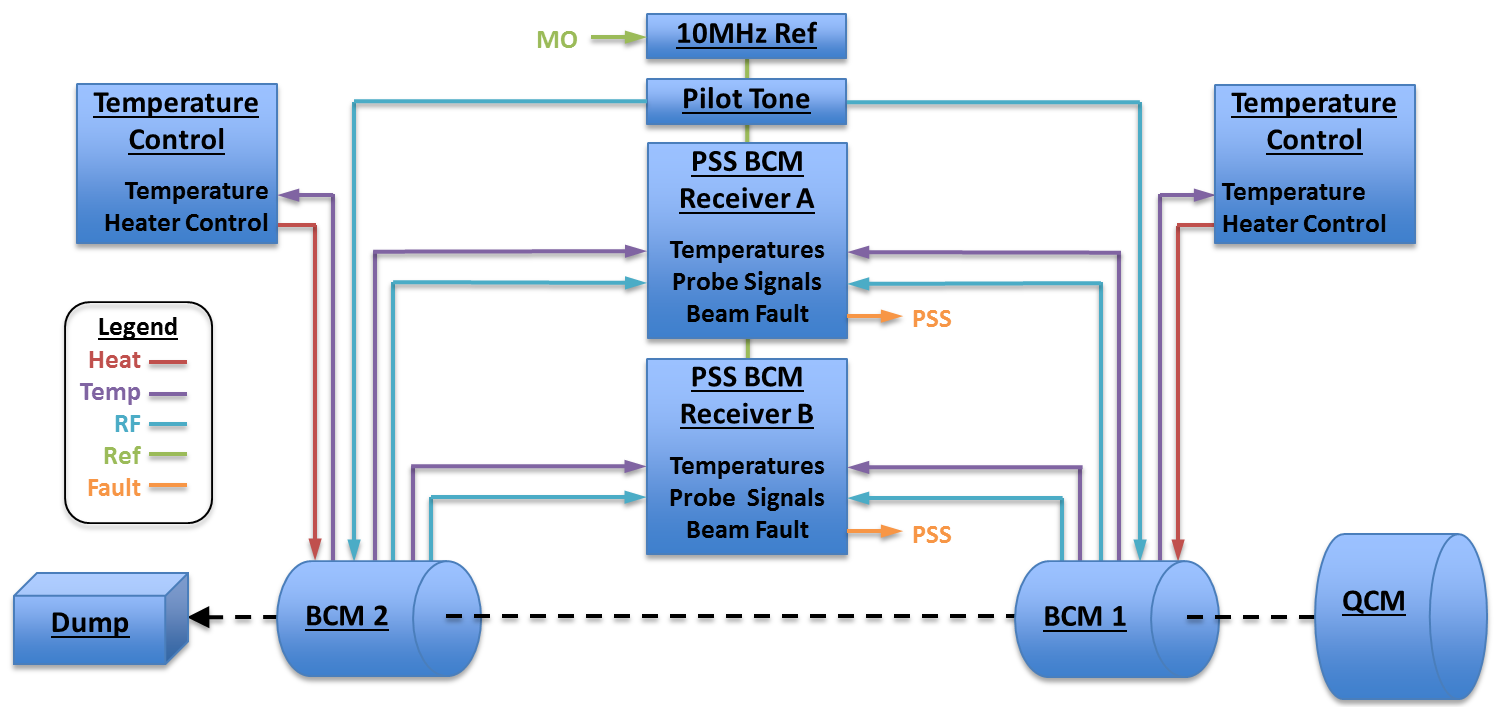 MO
10MHz Ref
Pilot Tone
Temperature
Control
Temperature
Heater Control
PSS BCM
Receiver A
Temperatures
Probe Signals
Beam Fault
PSS
Temperature
Control
Temperature
Heater Control
Legend
Heat
Temp
RF
Ref
Fault
PSS BCM
Receiver B
Temperatures
Probe Signals
Beam Fault
PSS
Dump
BCM 2
BCM 1
QCM